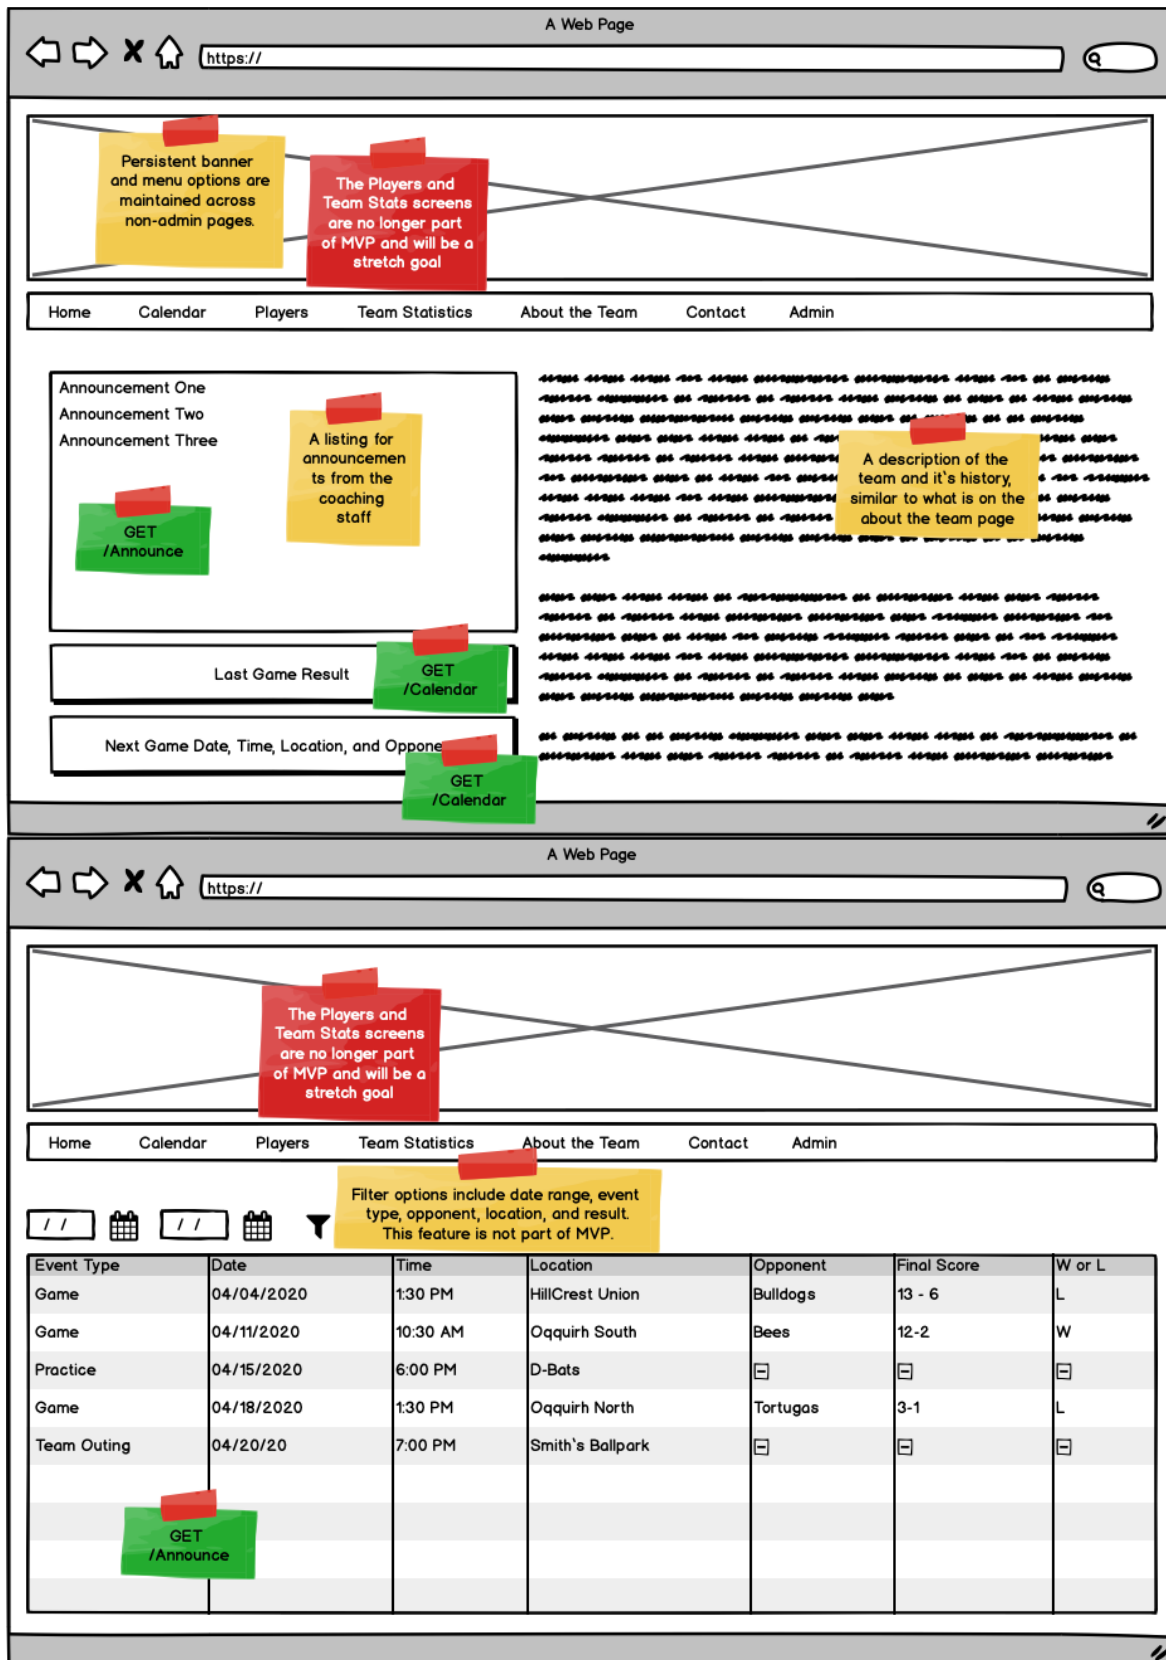 A Web Page
https://
Persistent banner
and menu options are
maintained across
non-admin pages.
The Players and
Team Stats screens
are no longer part
of MVP and will be a
stretch goal
Home Calendar Players Team Statistics About the Team Contact Admin
Announcement One
Announcement Two
Announcement Three
A listing for
announcemen
ts from the
coaching
staff
GET
/Announce
A description of the
team and it`s history,
similar to what is on the
about the team page
Last Game Result
GET
/Calendar
Next Game Date, Time, Location, and Oppone
GET
/Calendar
A Web Page
https://
The Players and
Team Stats screens
are no longer part
of MVP and will be a
stretch goal
Home Calendar Players Team Statistics About the Team Contact Admin
Filter options include date range, event
type, opponent, location, and result.
This feature is not part of MVP.
/ / / /
Event Type Date Time Location Opponent Final Score W or L
Game 04/04/2020 1:30 PM HillCrest Union Bulldogs 13 - 6 L
Game 04/11/2020 10:30 AM Oqquirh South Bees 12-2 W
Practice 04/15/2020 6:00 PM D-Bats
Game 04/18/2020 1:30 PM Oqquirh North Tortugas 3-1 L
Team Outing 04/20/20 7:00 PM Smith`s Ballpark
GET
/Announce